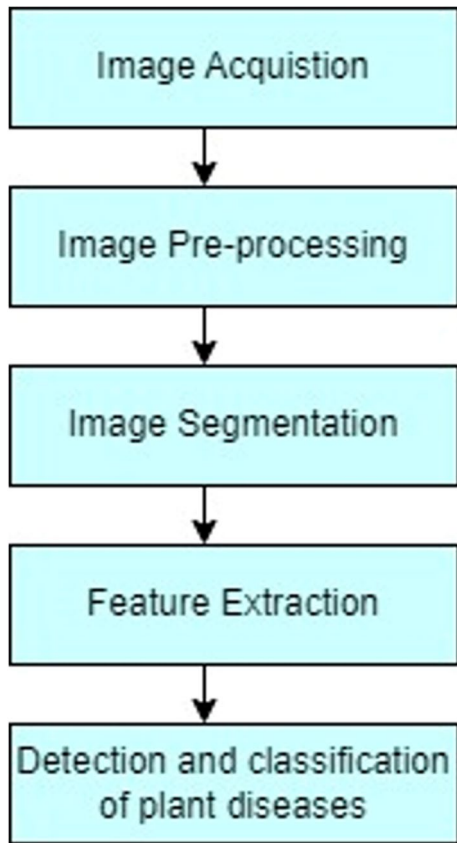 Image Acquistion
Image Pre-processing
Image Segmentation
Feature Extraction
Detection and classification
of plant diseases